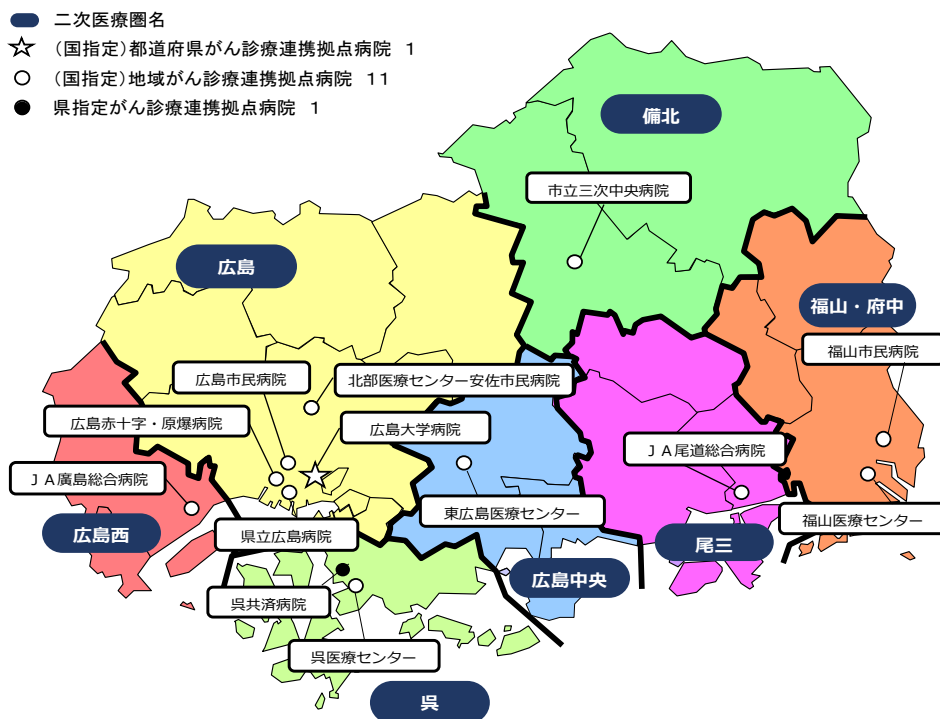 二次医療圏名
（国指定）都道府県がん診療連携拠点病院 1
（国指定）地域がん診療連携拠点病院 11
県指定がん診療連携拠点病院 1
備北
市立三次中央病院
広島
福山・府中
福山市民病院
広島市民病院
北部医療センター安佐市民病院
広島赤十字・原爆病院
広島大学病院
ＪＡ尾道総合病院
ＪＡ廣島総合病院
東広島医療センター
福山医療センター
県立広島病院
広島西
尾三
広島中央
呉共済病院
呉医療センター
呉